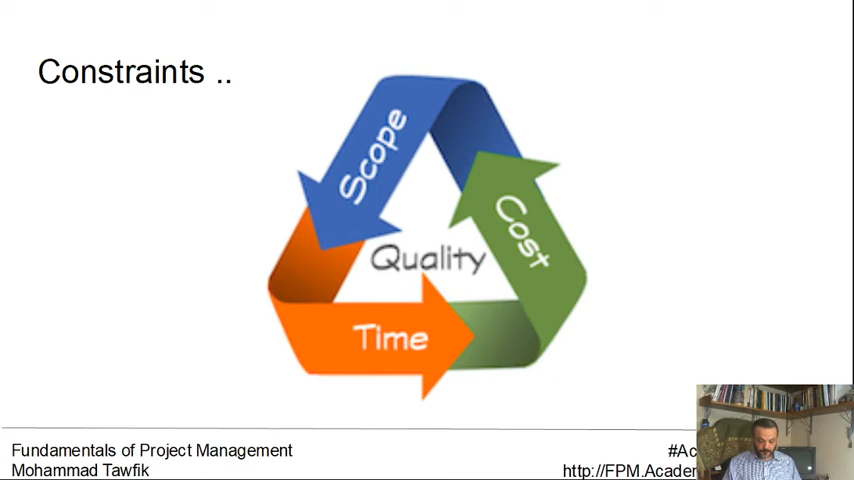 Constraints ..
Scope
Cost
Quality
Time
Fundamentals of Project Management
Mohammad Tawfik